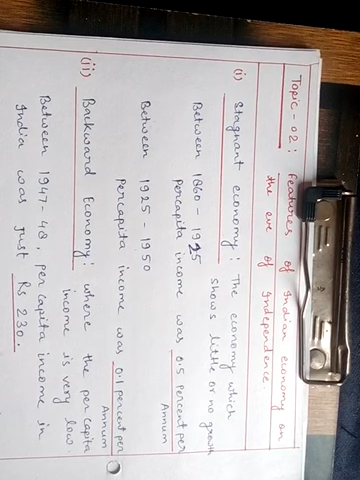 Topic - 02 : Features of Indian economy on
the eve of Independence.
(i) Stagnant economy : The economy which
shows little or no growth
Between 1860 - 1925
Percapita income was 0.5 percent per
Annum
Between 1925 - 1950
Percapita income was 0.1 percent per
Annum
(ii) Backward Economy : where the per capita
income is very low.
Between 1947-48, per capita income in
India was just Rs 230.